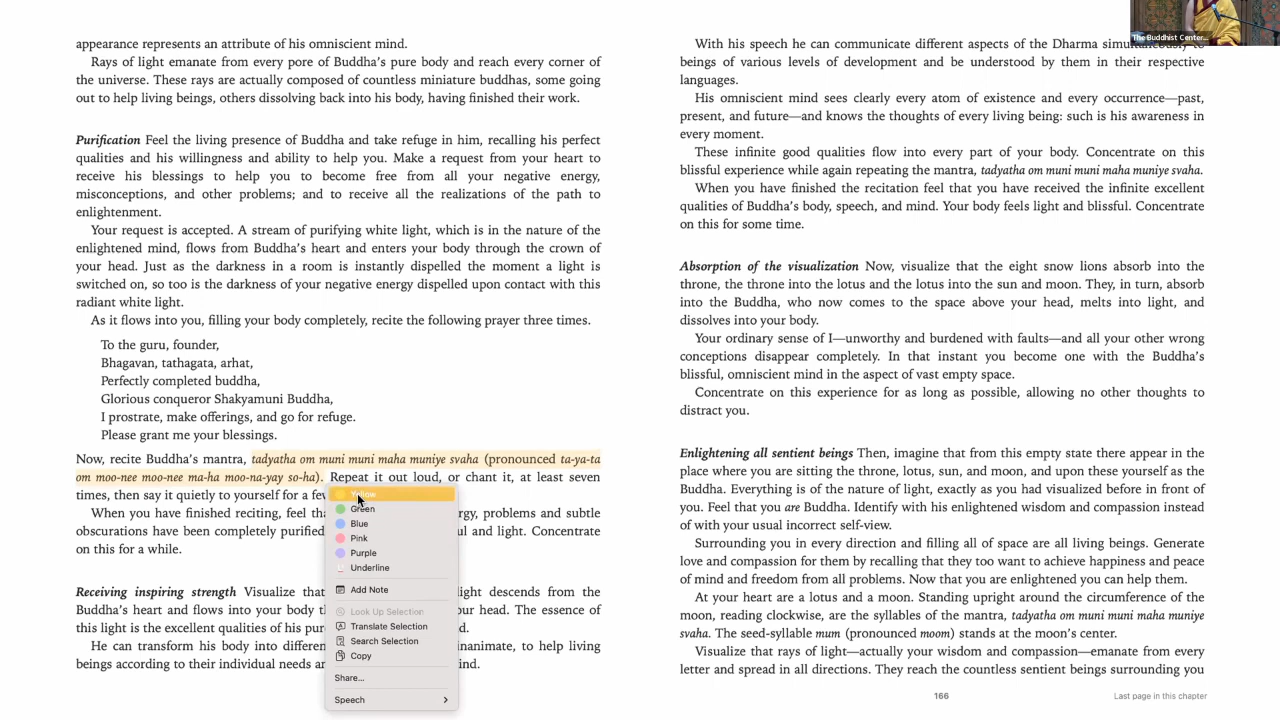 appearance represents an attribute of his omniscient mind.
Rays of light emanate from every pore of Buddha's pure body and reach every corner of
the universe. These rays are actually composed of countless miniature buddhas, some going
out to help living beings, others dissolving back into his body, having finished their work.
Purification Feel the living presence of Buddha and take refuge in him, recalling his perfect
qualities and his willingness and ability to help you. Make a request from your heart to
receive his blessings to help you to become free from all your negative energy,
misconceptions, and other problems; and to receive all the realizations of the path to
enlightenment.
Your request is accepted. A stream of purifying white light, which is in the nature of the
enlightened mind, flows from Buddha's heart and enters your body through the crown of
your head. Just as the darkness in a room is instantly dispelled the moment a light is
switched on, so too is the darkness of your negative energy dispelled upon contact with this
radiant white light.
As it flows into you, filling your body completely, recite the following prayer three times.
To the guru, founder,
Bhagavan, tathagata, arhat,
Perfectly completed buddha,
Glorious conqueror Shakyamuni Buddha,
I prostrate, make offerings, and go for refuge.
Please grant me your blessings.
Now, recite Buddha's mantra, tadyatha om muni muni maha muniye svaha (pronounced ta-ya-ta
om moo-nee moo-nee ma-ha moo-na-yay so-ha). Repeat it out loud, or chant it, at least seven
times, then say it quietly to yourself for a few
When you have finished reciting, feel tha rgy, problems and subtle
obscurations have been completely purified ul and light. Concentrate
on this for a while.
Receiving inspiring strength Visualize that light descends from the
Buddha's heart and flows into your body th our head. The essence of
this light is the excellent qualities of his pur d.
He can transform his body into differen inanimate, to help living
beings according to their individual needs an ind.
Yellow
Green
Blue
Pink
Purple
Underline
Add Note
Look Up Selection
Translate Selection
Search Selection
Copy
Share...
Speech
The Buddhist Center...
With his speech he can communicate different aspects of the Dharma simultaneously to
beings of various levels of development and be understood by them in their respective
languages.
His omniscient mind sees clearly every atom of existence and every occurrence—past,
present, and future—and knows the thoughts of every living being: such is his awareness in
every moment.
These infinite good qualities flow into every part of your body. Concentrate on this
blissful experience while again repeating the mantra, tadyatha om muni muni maha muniye svaha.
When you have finished the recitation feel that you have received the infinite excellent
qualities of Buddha's body, speech, and mind. Your body feels light and blissful. Concentrate
on this for some time.
Absorption of the visualization Now, visualize that the eight snow lions absorb into the
throne, the throne into the lotus and the lotus into the sun and moon. They, in turn, absorb
into the Buddha, who now comes to the space above your head, melts into light, and
dissolves into your body.
Your ordinary sense of I—unworthy and burdened with faults—and all your other wrong
conceptions disappear completely. In that instant you become one with the Buddha's
blissful, omniscient mind in the aspect of vast empty space.
Concentrate on this experience for as long as possible, allowing no other thoughts to
distract you.
Enlightening all sentient beings Then, imagine that from this empty state there appear in the
place where you are sitting the throne, lotus, sun, and moon, and upon these yourself as the
Buddha. Everything is of the nature of light, exactly as you had visualized before in front of
you. Feel that you are Buddha. Identify with his enlightened wisdom and compassion instead
of with your usual incorrect self-view.
Surrounding you in every direction and filling all of space are all living beings. Generate
love and compassion for them by recalling that they too want to achieve happiness and peace
of mind and freedom from all problems. Now that you are enlightened you can help them.
At your heart are a lotus and a moon. Standing upright around the circumference of the
moon, reading clockwise, are the syllables of the mantra, tadyatha om muni muni maha muniye
svaha. The seed-syllable mum (pronounced moom) stands at the moon's center.
Visualize that rays of light—actually your wisdom and compassion—emanate from every
letter and spread in all directions. They reach the countless sentient beings surrounding you
166
Last page in this chapter